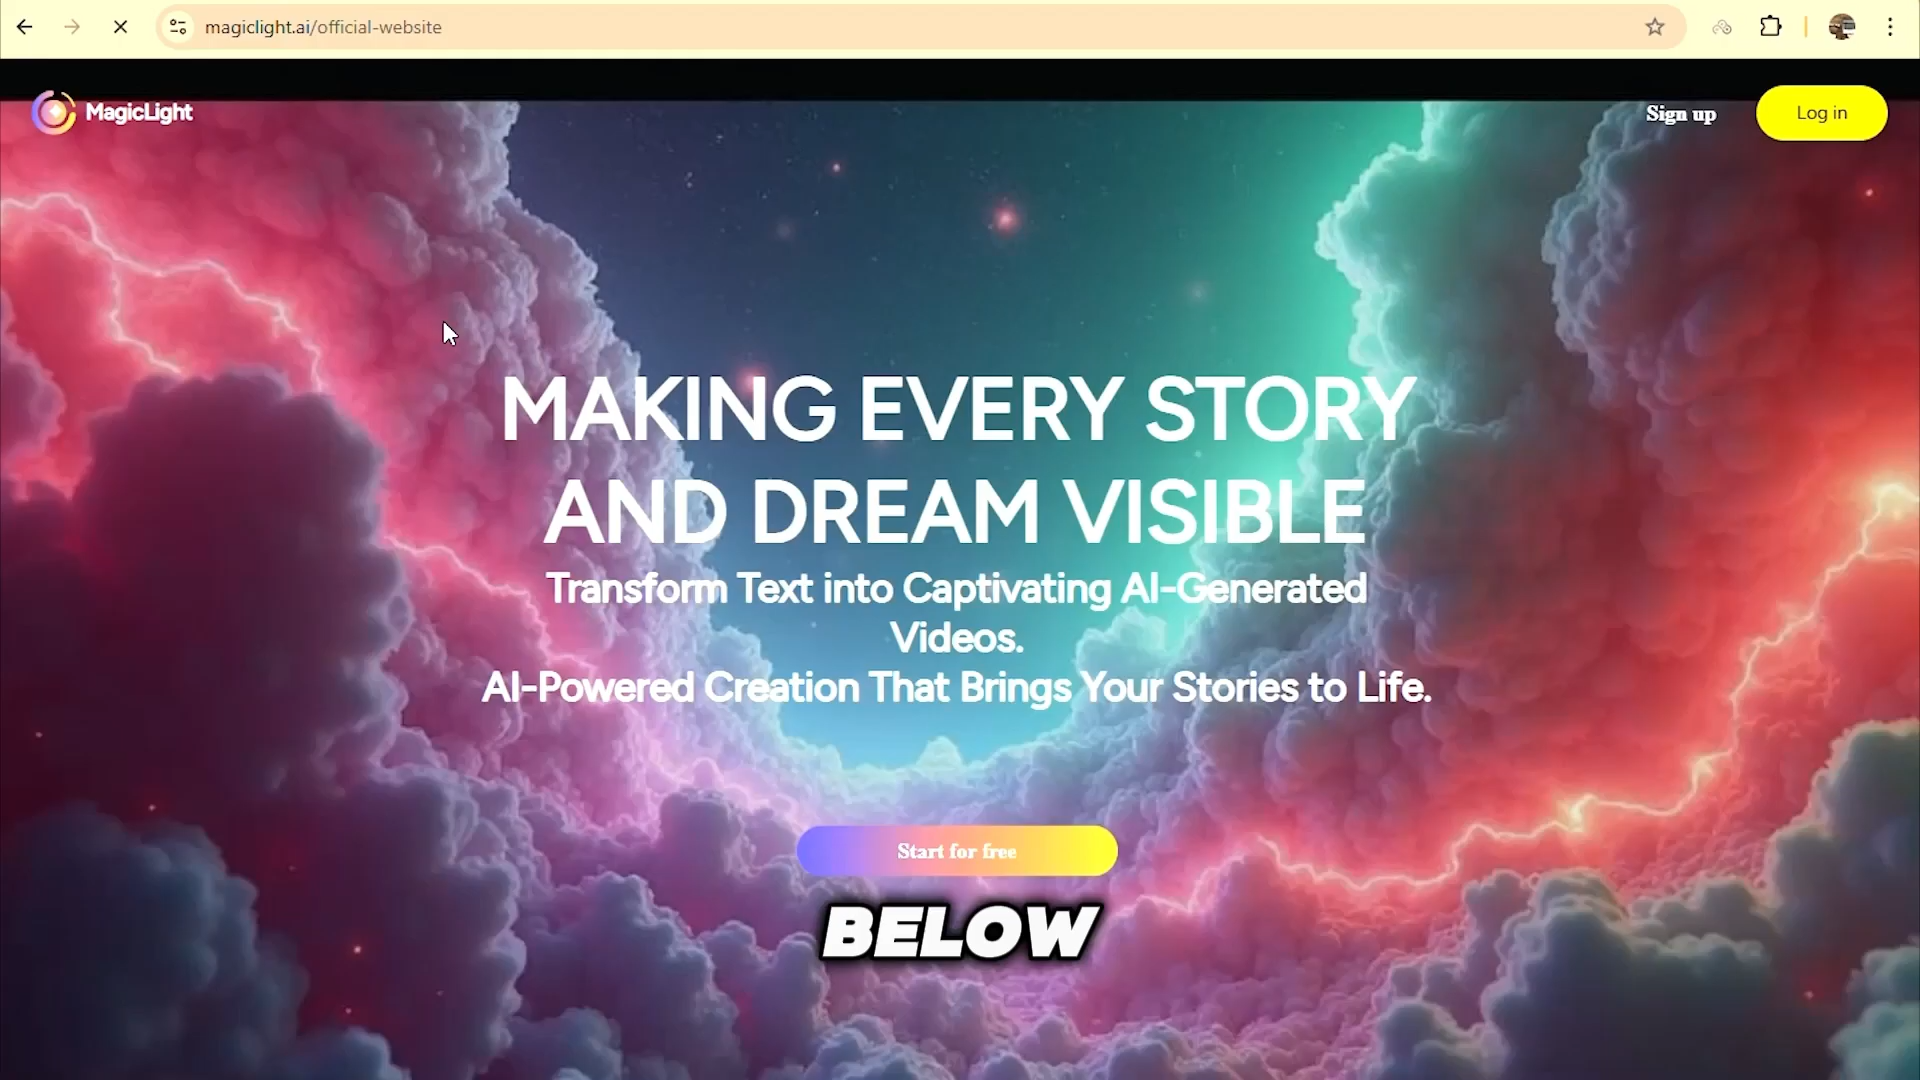 magiclight.ai/official-website
MagicLight
Sign up
Log in
MAKING EVERY STORY
AND DREAM VISIBLE
Transform Text into Captivating AI-Generated
Videos.
AI-Powered Creation That Brings Your Stories to Life.
Start for free
BELOW